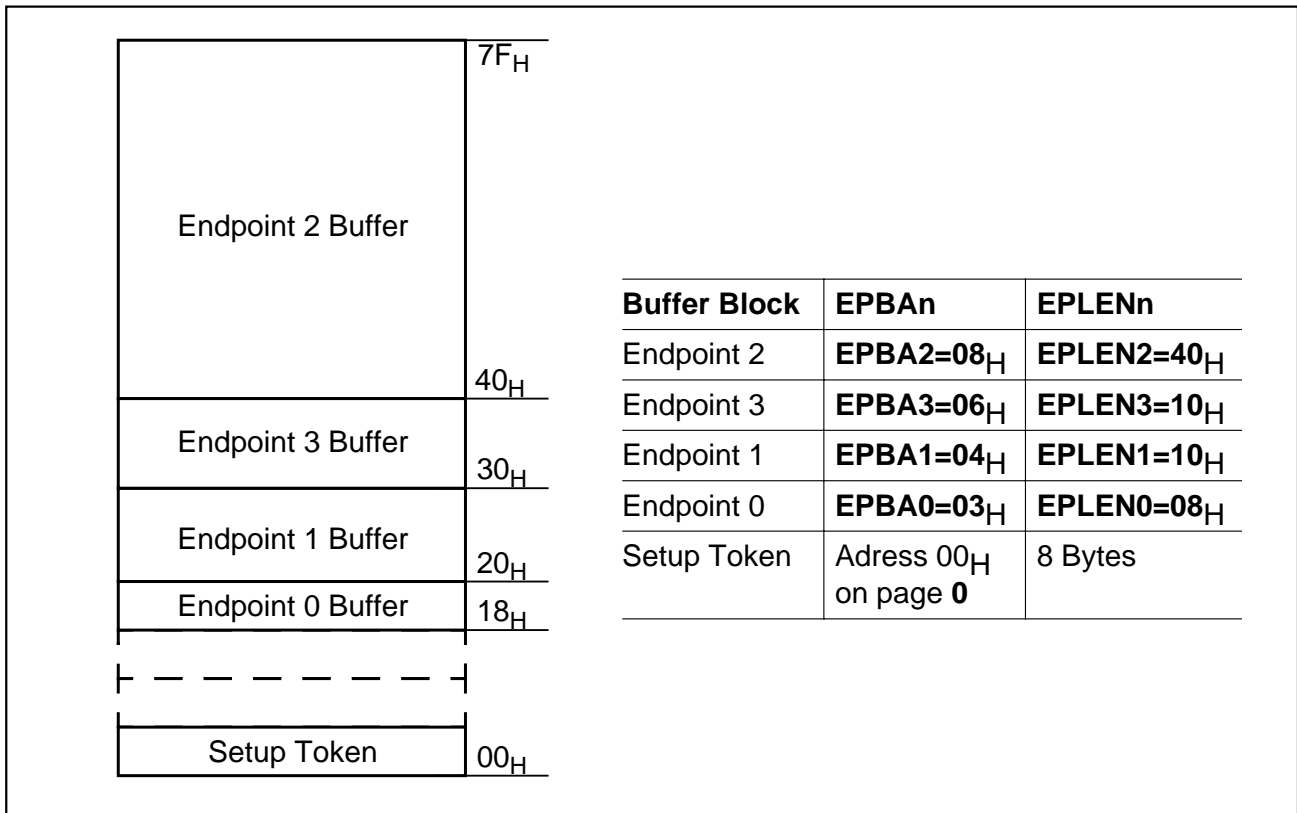 7FH
Endpoint 2 Buffer
40H
Endpoint 3 Buffer
30H
Endpoint 1 Buffer
20H
Endpoint 0 Buffer
18H
Setup Token
00H
Buffer Block EPBAn EPLENn
Endpoint 2 EPBA2=08H EPLEN2=40H
Endpoint 3 EPBA3=06H EPLEN3=10H
Endpoint 1 EPBA1=04H EPLEN1=10H
Endpoint 0 EPBA0=03H EPLEN0=08H
Setup Token Adress 00H 8 Bytes
on page 0